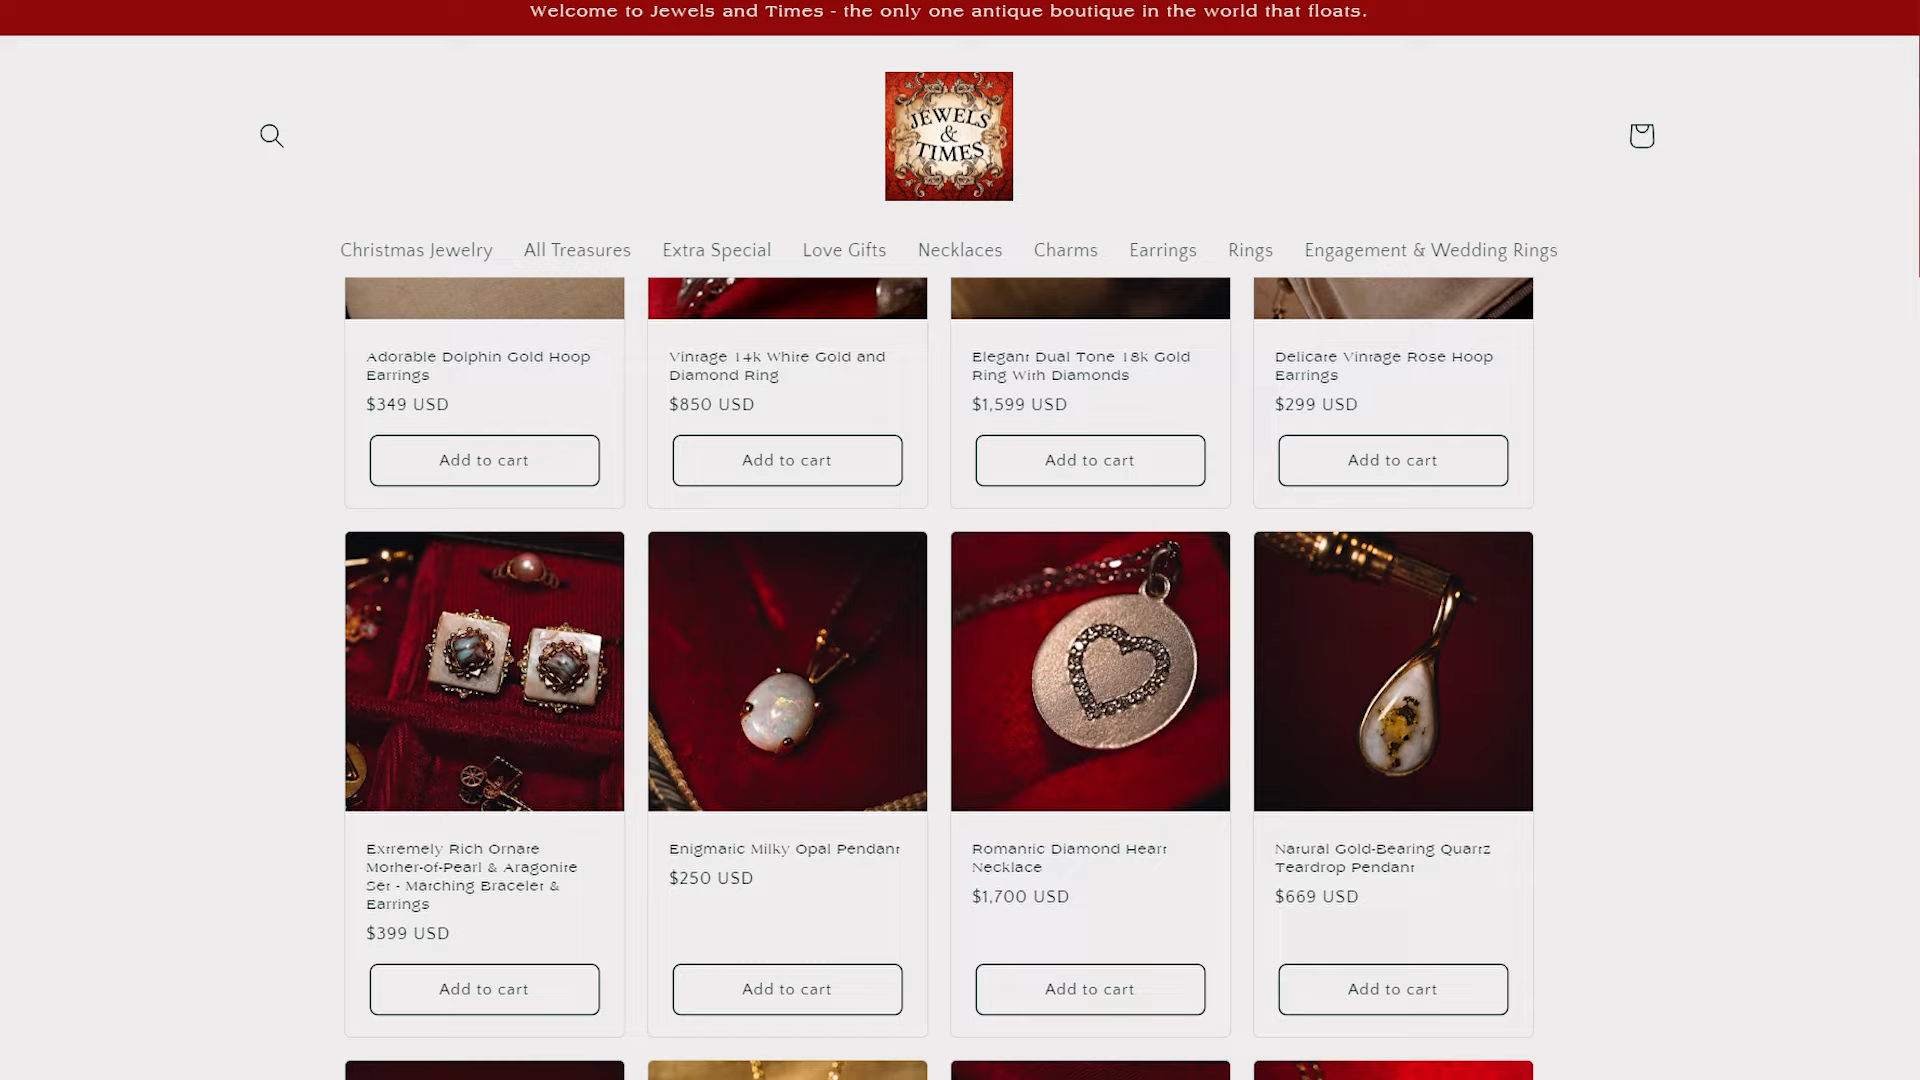 Welcome to Jewels and Times - the only one antique boutique in the world that floats.
JEWELS
&
TIMES
Christmas Jewelry All Treasures Extra Special Love Gifts Necklaces Charms Earrings Rings Engagement & Wedding Rings
Adorable Dolphin Gold Hoop
Earrings
$349 USD
Add to cart
Vintage 14k White Gold and
Diamond Ring
$850 USD
Add to cart
Elegant Dual Tone 18k Gold
Ring With Diamonds
$1,599 USD
Add to cart
Delicate Vintage Rose Hoop
Earrings
$299 USD
Add to cart
Extremely Rich Ornate
Mother-of-Pearl & Aragonite
Set - Matching Bracelet &
Earrings
$399 USD
Add to cart
Enigmatic Milky Opal Pendant
$250 USD
Add to cart
Romantic Diamond Heart
Necklace
$1,700 USD
Add to cart
Natural Gold-Bearing Quartz
Teardrop Pendant
$669 USD
Add to cart